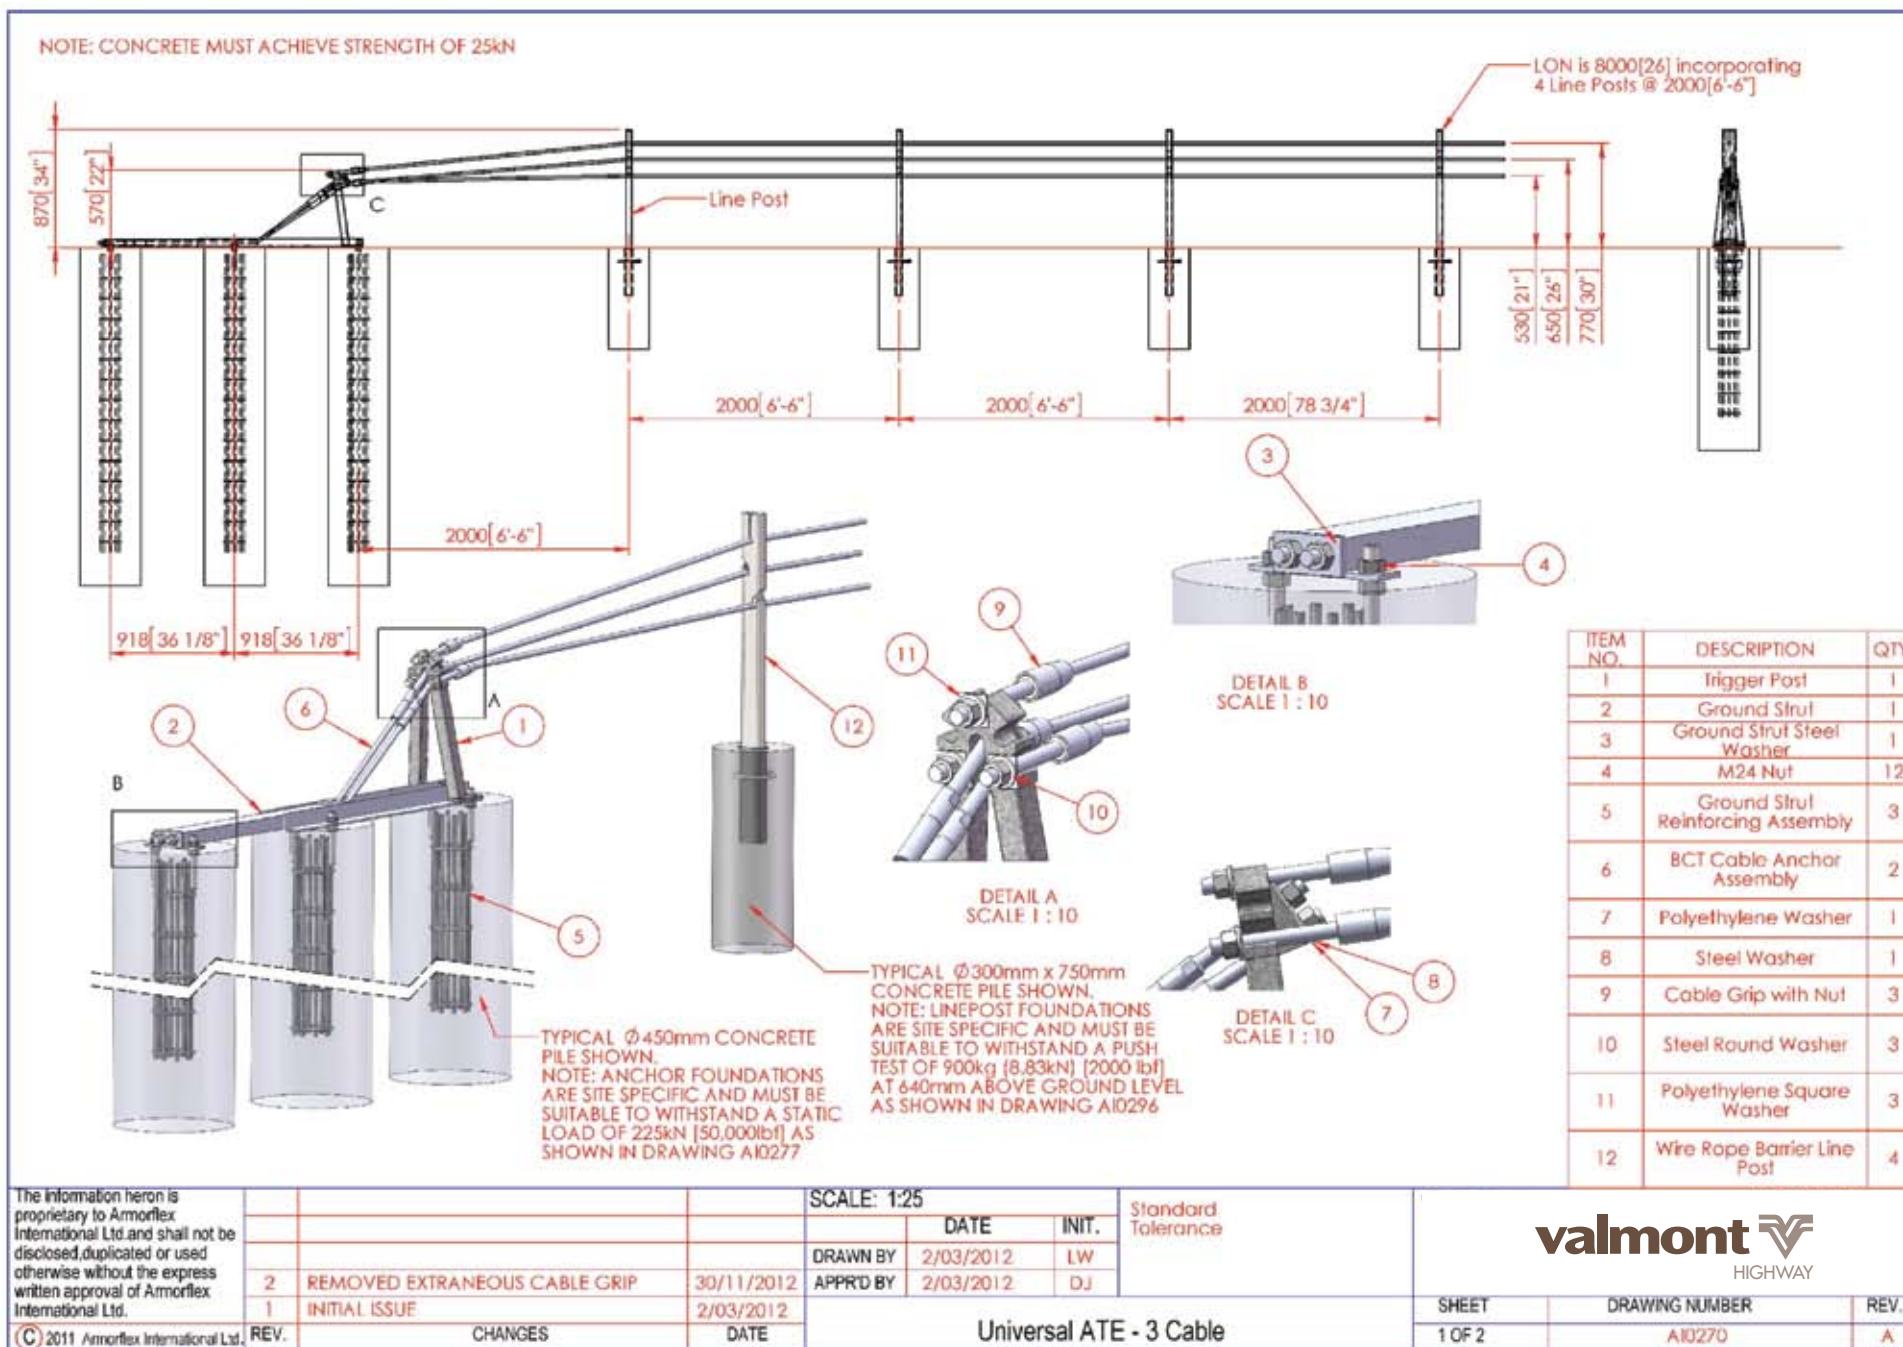 NOTE: CONCRETE MUST ACHIEVE STRENGTH OF 25kN
LON is 8000[26] incorporating
4 Line Posts @ 2000[6'-6"]
870[34"]
570[22"]
C
Line Post
530[21"]
650[26"]
770[30"]
2000[6'-6"]
2000[6'-6"]
2000[78 3/4"]
2000[6'-6"]
918[36 1/8"]
918[36 1/8"]
3
4
DETAIL B
SCALE 1 : 10
A
6
1
2
12
B
5
9
11
10
DETAIL A
SCALE 1 : 10
8
7
DETAIL C
SCALE 1 : 10
TYPICAL Ø450mm CONCRETE
PILE SHOWN.
NOTE: ANCHOR FOUNDATIONS
ARE SITE SPECIFIC AND MUST BE
SUITABLE TO WITHSTAND A STATIC
LOAD OF 225kN [50,000lbf] AS
SHOWN IN DRAWING AI0277
TYPICAL Ø300mm x 750mm
CONCRETE PILE SHOWN.
NOTE: LINEPOST FOUNDATIONS
ARE SITE SPECIFIC AND MUST BE
SUITABLE TO WITHSTAND A PUSH
TEST OF 900kg (8,83kN) [2000 lbf]
AT 640mm ABOVE GROUND LEVEL
AS SHOWN IN DRAWING AI0296
ITEM NO. DESCRIPTION QTY
1 Trigger Post 1
2 Ground Strut 1
3 Ground Strut Steel Washer 1
4 M24 Nut 12
5 Ground Strut Reinforcing Assembly 3
6 BCT Cable Anchor Assembly 2
7 Polyethylene Washer 1
8 Steel Washer 1
9 Cable Grip with Nut 3
10 Steel Round Washer 3
11 Polyethylene Square Washer 3
12 Wire Rope Barrier Line Post 4
The information heron is
proprietary to Armorflex
International Ltd.and shall not be
disclosed,duplicated or used
otherwise without the express
written approval of Armorflex
International Ltd.
© 2011 Armorflex International Ltd.
2 REMOVED EXTRANEOUS CABLE GRIP 30/11/2012
1 INITIAL ISSUE 2/03/2012
REV. CHANGES DATE
SCALE: 1:25
DATE INIT.
DRAWN BY 2/03/2012 LW
APPR'D BY 2/03/2012 DJ
Standard
Tolerance
Universal ATE - 3 Cable
valmont
HIGHWAY
SHEET DRAWING NUMBER REV.
1 OF 2 AI0270 A